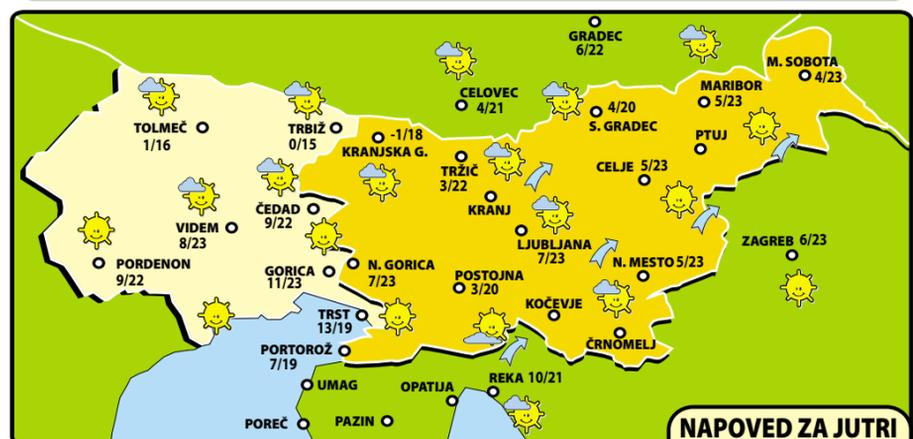 GRADEC
6/22
M. SOBOTA
4/23
CELOVEC
4/21
MARIBOR
5/23
4/20
S. GRADEC
TOLMEČ
1/16
TRBIŽ
0/15
-1/18
KRANJSKA G.
PTUJ
TRŽIČ
3/22
CELJE 5/23
KRANJ
ČEDAD
9/22
VIDEM
8/23
LJUBLJANA
7/23
ZAGREB 6/23
PORDENON
9/22
GORICA
11/23
N. GORICA
7/23
N. MESTO 5/23
POSTOJNA
3/20
KOČEVJE
TRST
13/19
ČRNOMELJ
PORTOROŽ
7/19
UMAG
OPATIJA
REKA 10/21
POREČ
PAZIN
NAPOVED ZA JUTRI